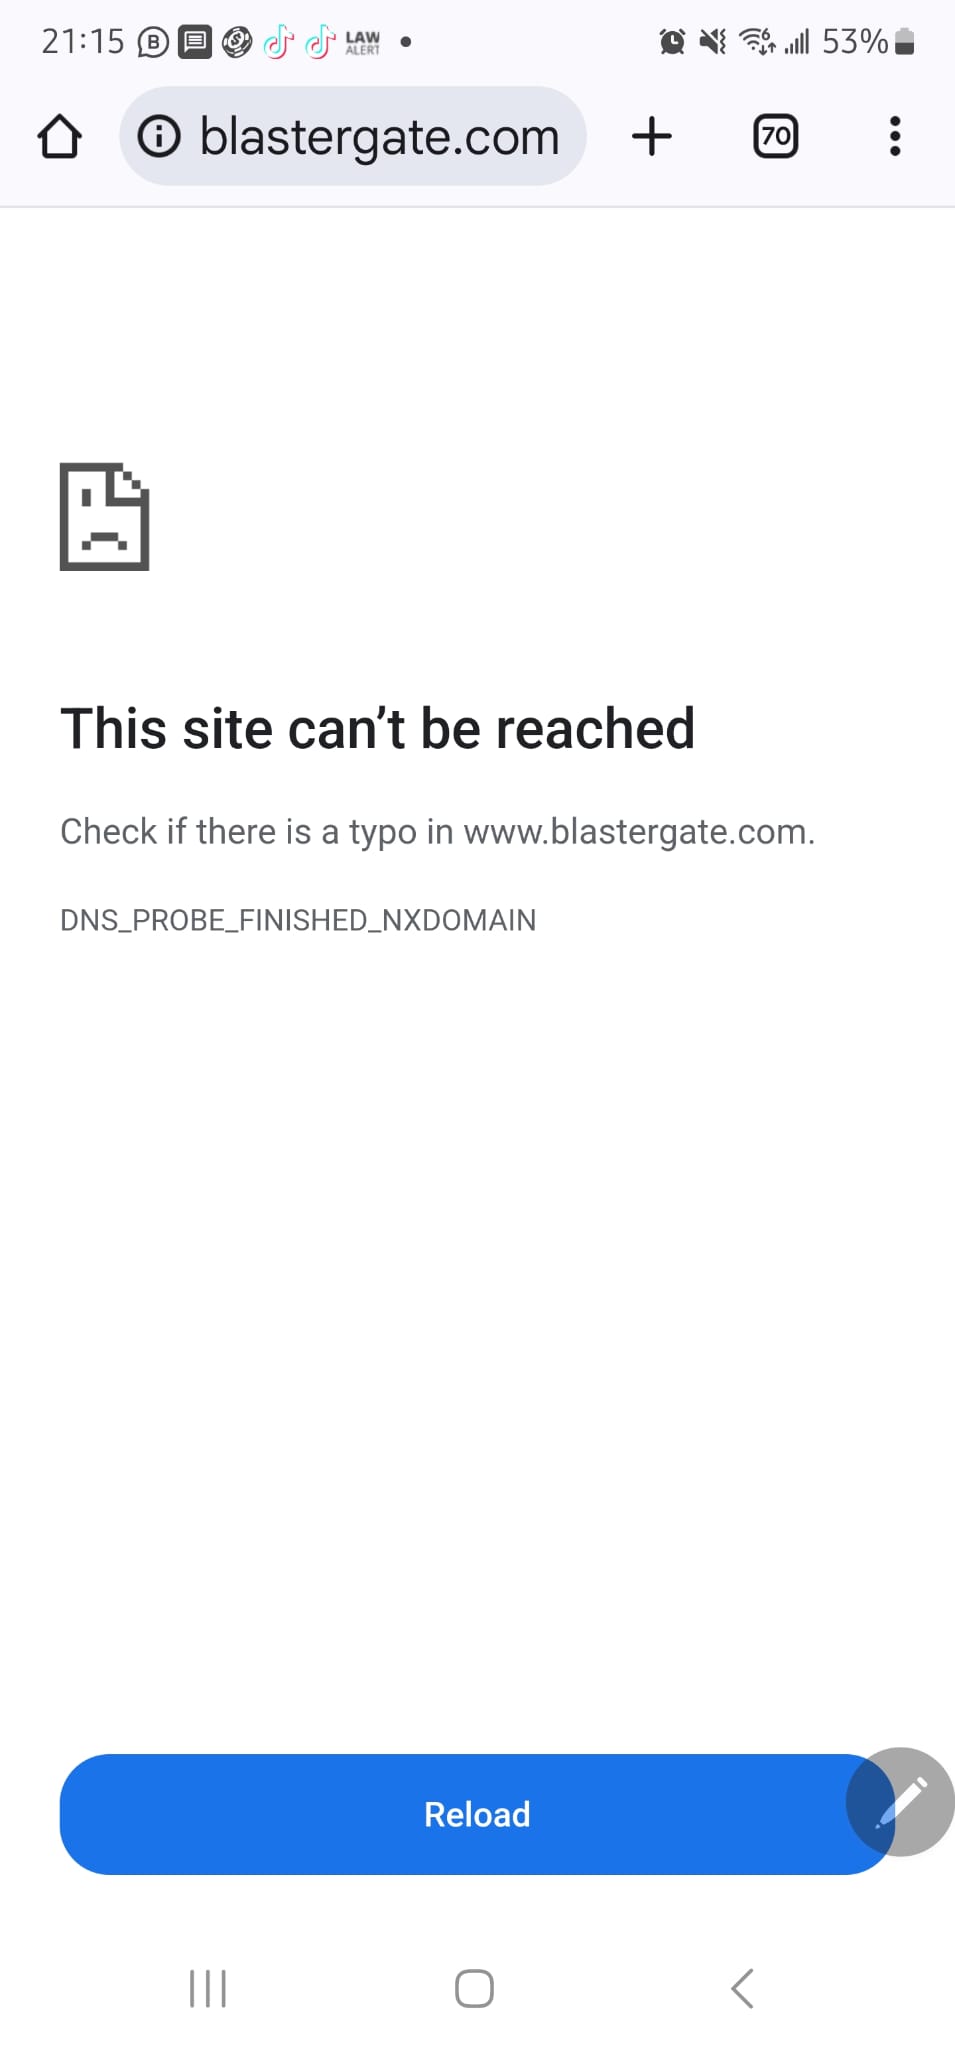 21:15 B LAW ALERT 6 53%
blastergate.com 70
This site can’t be reached
Check if there is a typo in www.blastergate.com.
DNS_PROBE_FINISHED_NXDOMAIN
Reload